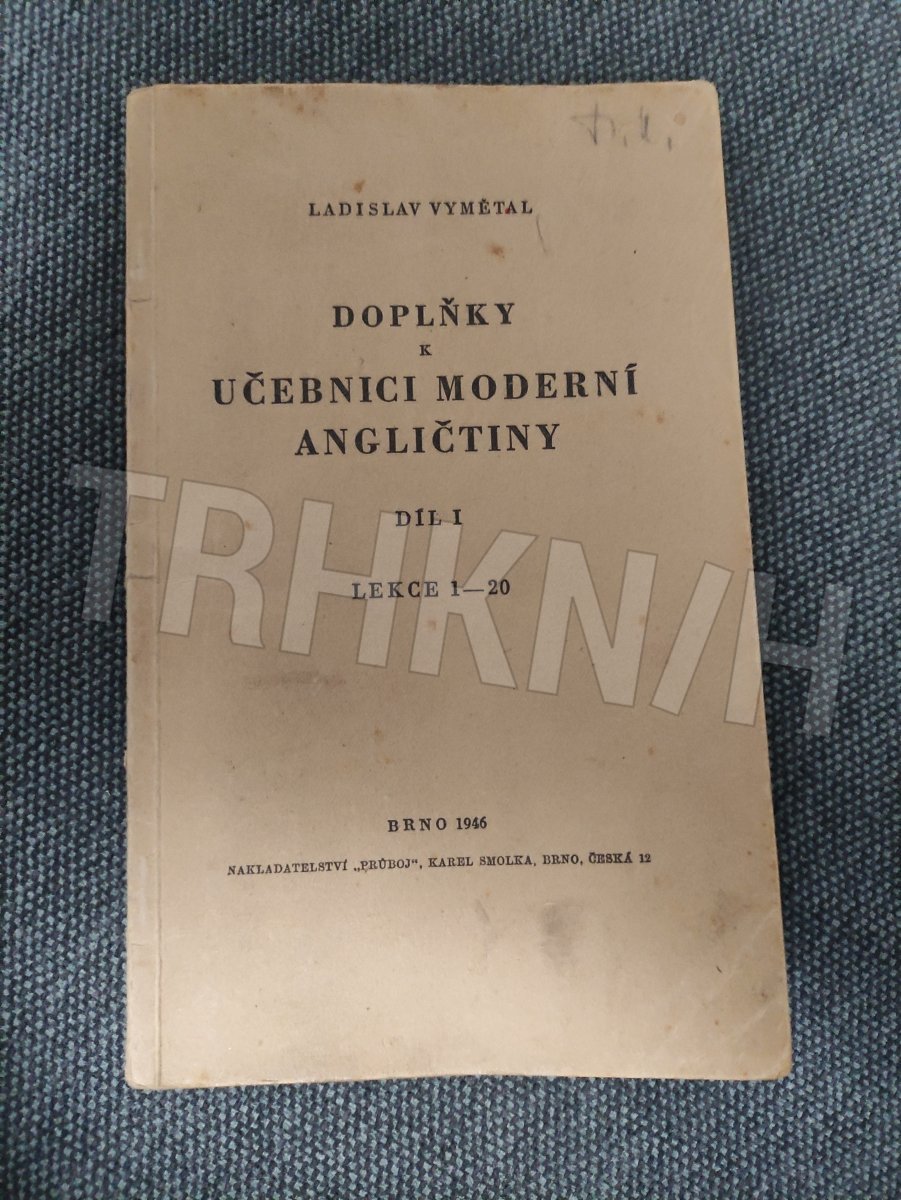 LADISLAV VYMĚTAL
DOPLŇKY
K
UČEBNICI MODERNÍ
ANGLIČTINY
DÍL I
LEKCE 1—20
TRHKNIH
BRNO 1946
NAKLADATELSTVÍ „PRŮBOJ“, KAREL SMOLKA, BRNO, ČESKÁ 12